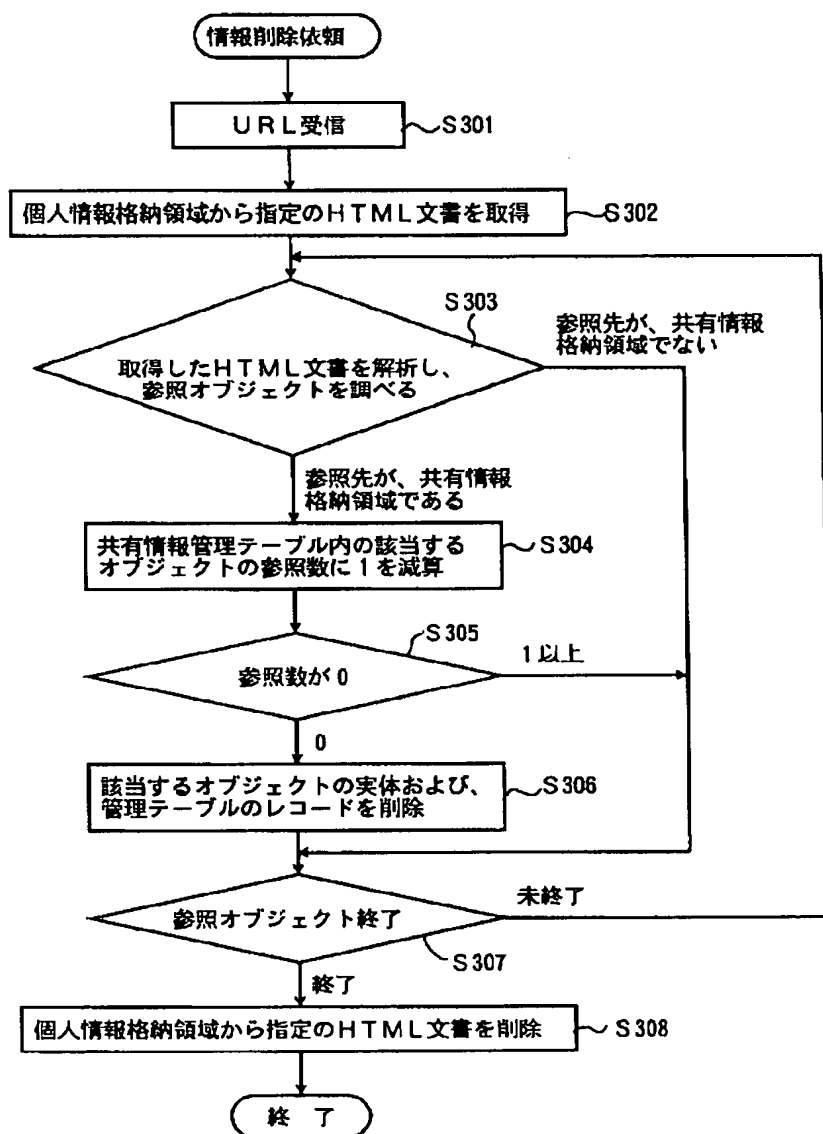 情報削除依頼
URL受信
S301
個人情報格納領域から指定のHTML文書を取得
S302
S303
参照先が、共有情報
格納領域でない
取得したHTML文書を解析し、
参照オブジェクトを調べる
参照先が、共有情報
格納領域である
共有情報管理テーブル内の該当する
オブジェクトの参照数に1を減算
S304
S305
参照数が0
1以上
0
該当するオブジェクトの実体および、
管理テーブルのレコードを削除
S306
参照オブジェクト終了
未終了
S307
終了
個人情報格納領域から指定のHTML文書を削除
S308
終 了